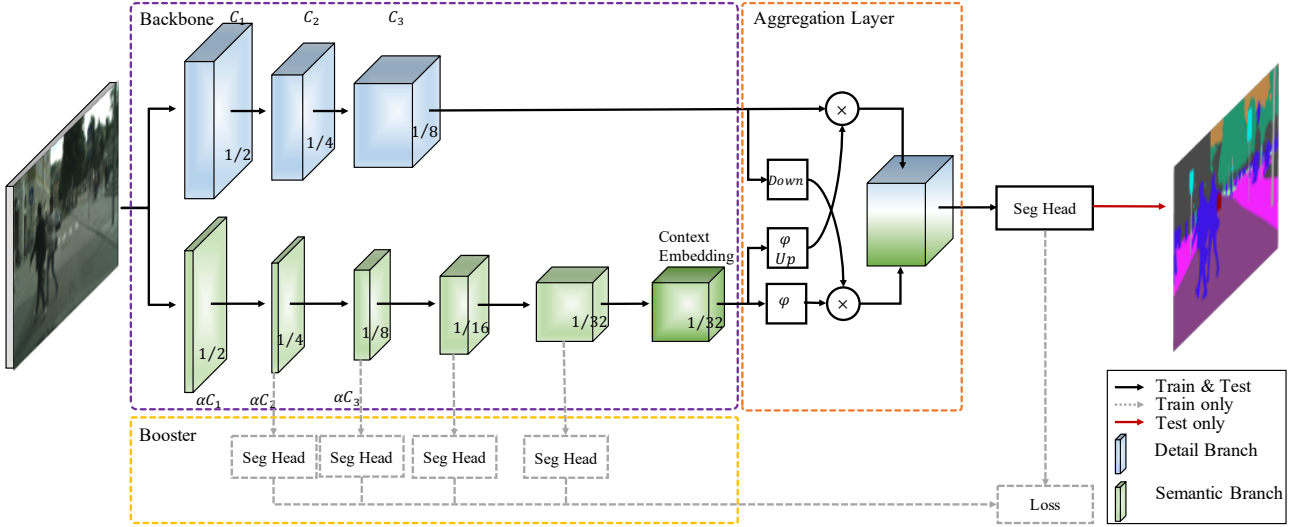 Backbone
C₁
C₂
C₃
Aggregation Layer
1/2
1/4
1/8
×
Down
φ
Up
Seg Head
Context
Embedding
φ
×
1/2
1/4
1/8
1/16
1/32
1/32
αC₁
αC₂
αC₃
Booster
Seg Head
Seg Head
Seg Head
Seg Head
Loss
Train & Test
Train only
Test only
Detail Branch
Semantic Branch